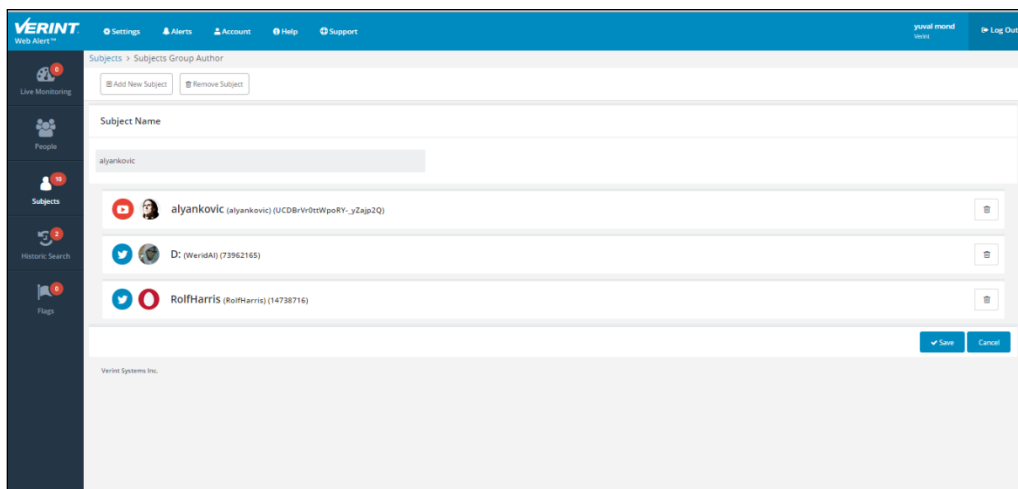 VERINT.
Web Alert™
Settings
Alerts
Account
Help
Support
yuval mond
Verint
Log Out
Subjects > Subjects Group Author
0
Live Monitoring
Add New Subject
Remove Subject
People
Subject Name
alyankovic
10
Subjects
alyankovic (alyankovic) (UCDBrVr0ttWpoRY-_yZajp2Q)
2
Historic Search
D: (WeridAl) (73962165)
0
Flags
RolfHarris (RolfHarris) (14738716)
Save
Cancel
Verint Systems Inc.